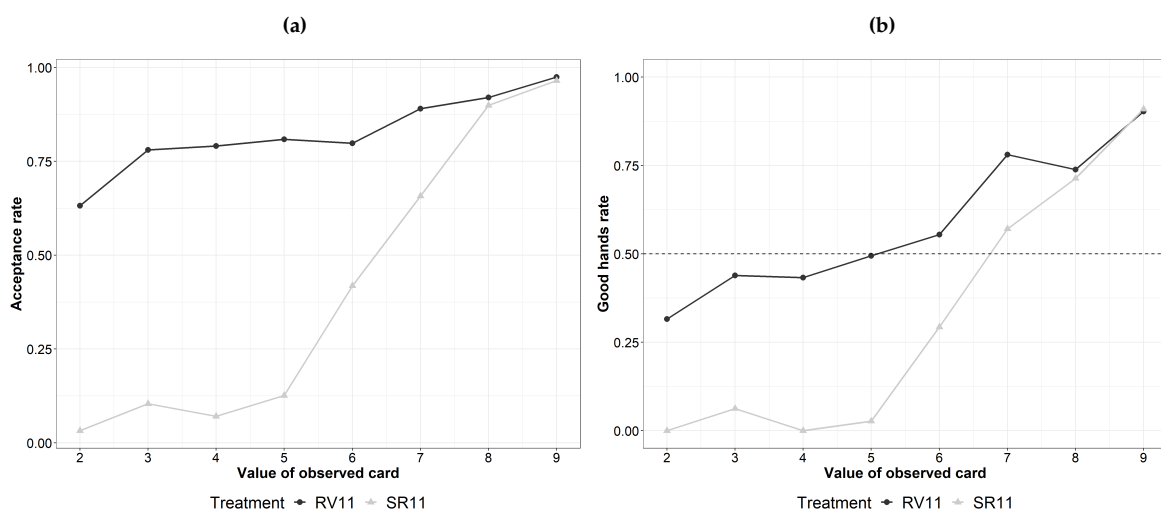 (a)
1.00
0.75
0.50
0.25
0.00
Acceptance rate
2 3 4 5 6 7 8 9
Value of observed card
Treatment RV11 SR11
(b)
1.00
0.75
0.50
0.25
0.00
Good hands rate
2 3 4 5 6 7 8 9
Value of observed card
Treatment RV11 SR11